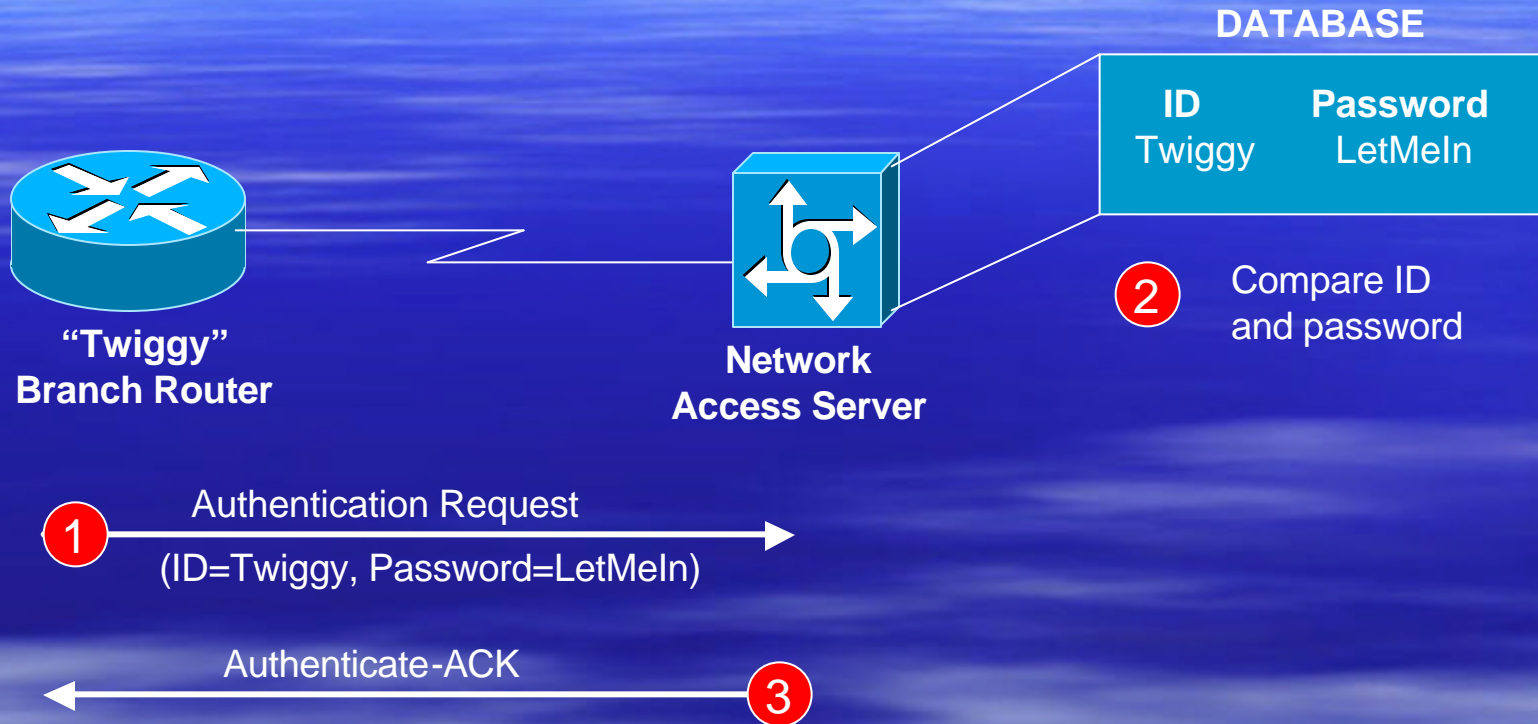 DATABASE
ID Password
Twiggy LetMeIn
“Twiggy”
Branch Router
Network
Access Server
2
Compare ID
and password
1
Authentication Request
(ID=Twiggy, Password=LetMeIn)
Authenticate-ACK
3